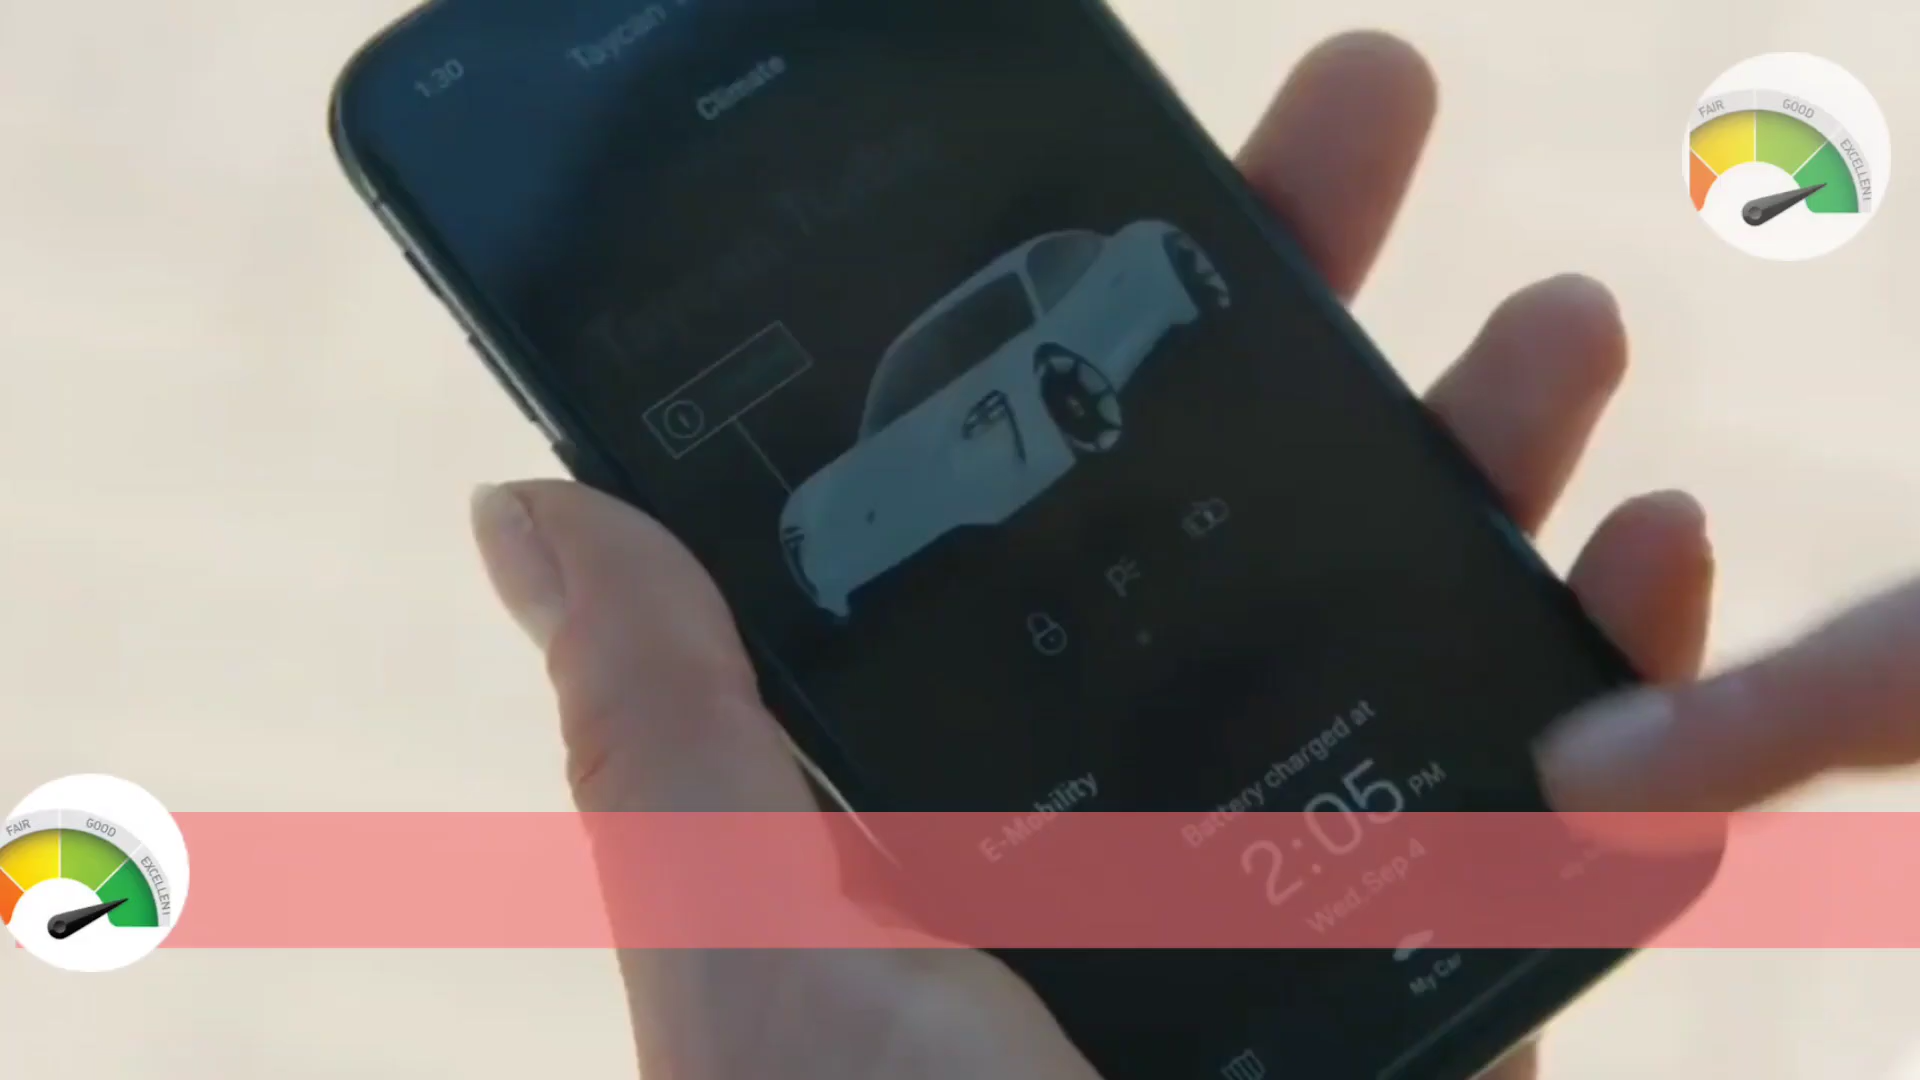 1:30
Taycan
Climate
E-Mobility
Battery charged at
2:05 PM
Wed, Sep 4
My Car
FAIR
GOOD
EXCELLENT
FAIR
GOOD
EXCELLENT